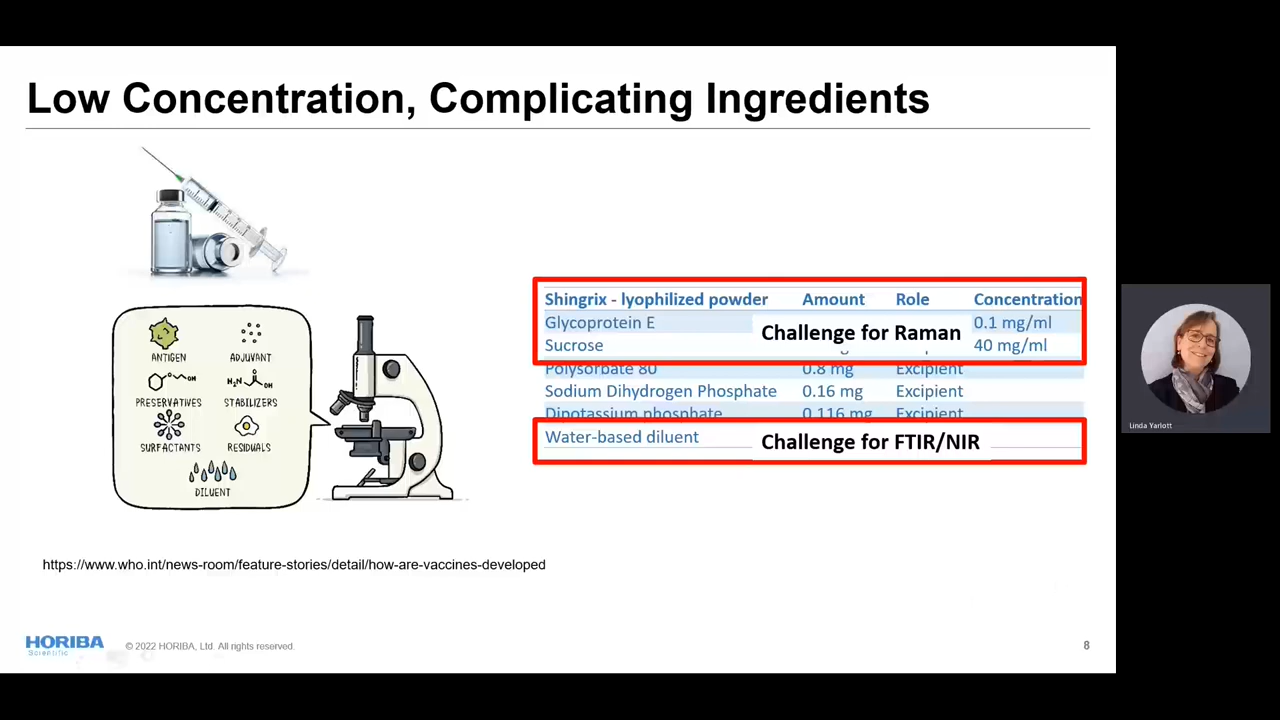 Low Concentration, Complicating Ingredients
ANTIGEN
ADJUVANT
OH
H₂N
OH
PRESERVATIVES
STABILIZERS
SURFACTANTS
RESIDUALS
DILUENT
Shingrix - lyophilized powder Amount Role Concentration
Glycoprotein E 0.1 mg/ml
Challenge for Raman
Sucrose 40 mg/ml
Polysorbate 80 0.8 mg Excipient
Sodium Dihydrogen Phosphate 0.16 mg Excipient
Dipotassium phosphate 0.116 mg Excipient
Water-based diluent Challenge for FTIR/NIR
Linda Yarlott
https://www.who.int/news-room/feature-stories/detail/how-are-vaccines-developed
HORIBA
Scientific
© 2022 HORIBA, Ltd. All rights reserved.
8